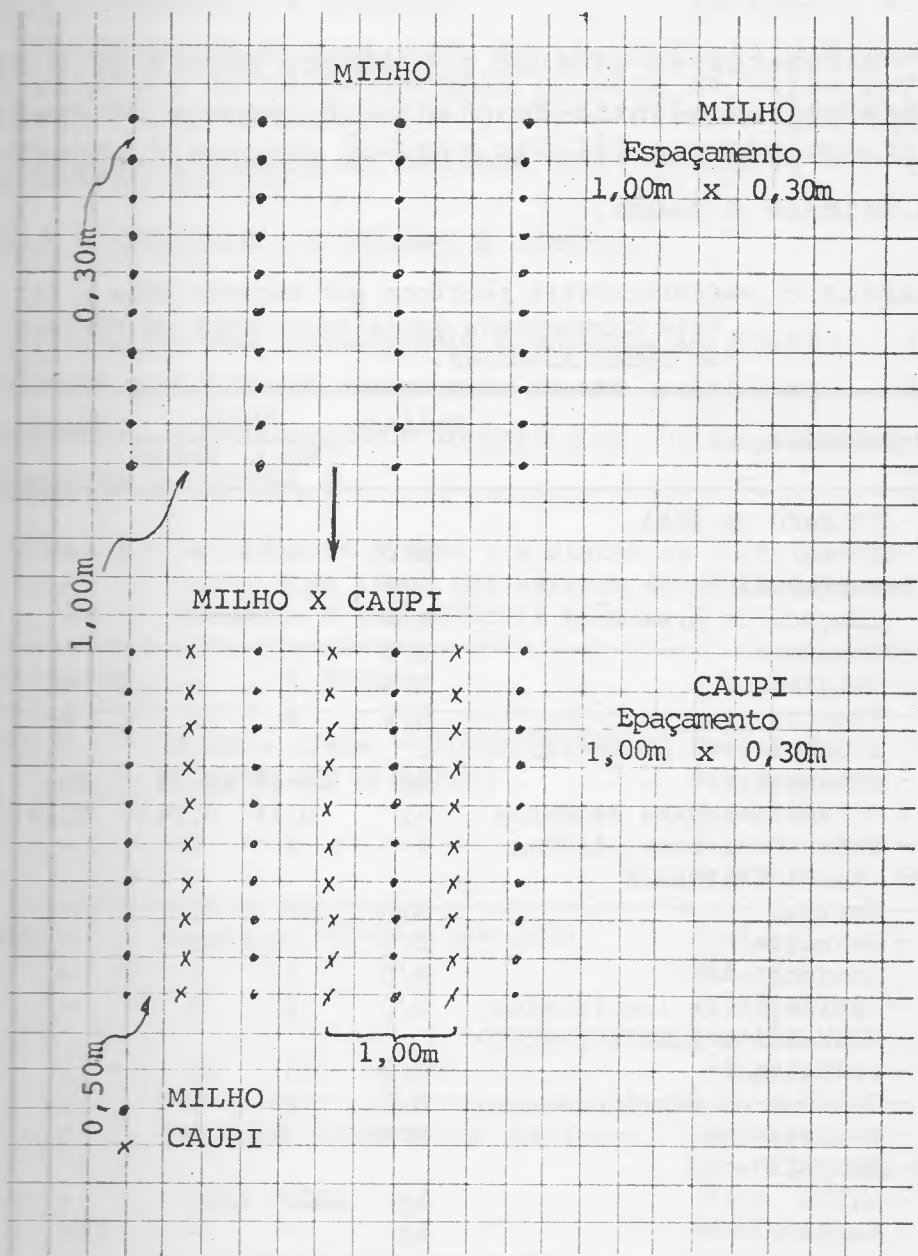 MILHO
MILHO
Espaçamento
1,00m x 0,30m
0,30m
1,00m
MILHO X CAUPI
CAUPI
Epaçamento
1,00m x 0,30m
1,00m
0,50m
MILHO
x CAUPI